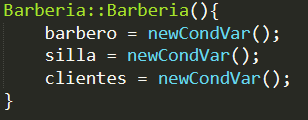 Barberia::Barberia(){
    barbero = newCondVar();
    silla = newCondVar();
    clientes = newCondVar();
}